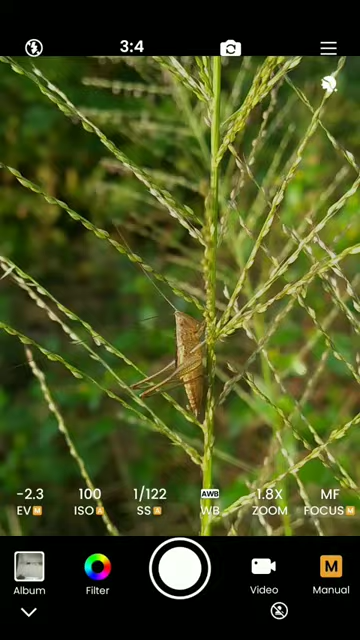 3:4
-2.3 100 1/122 AWB 1.8X MF
EV M ISO A SS A WB ZOOM FOCUS M
M
Album Filter Video Manual